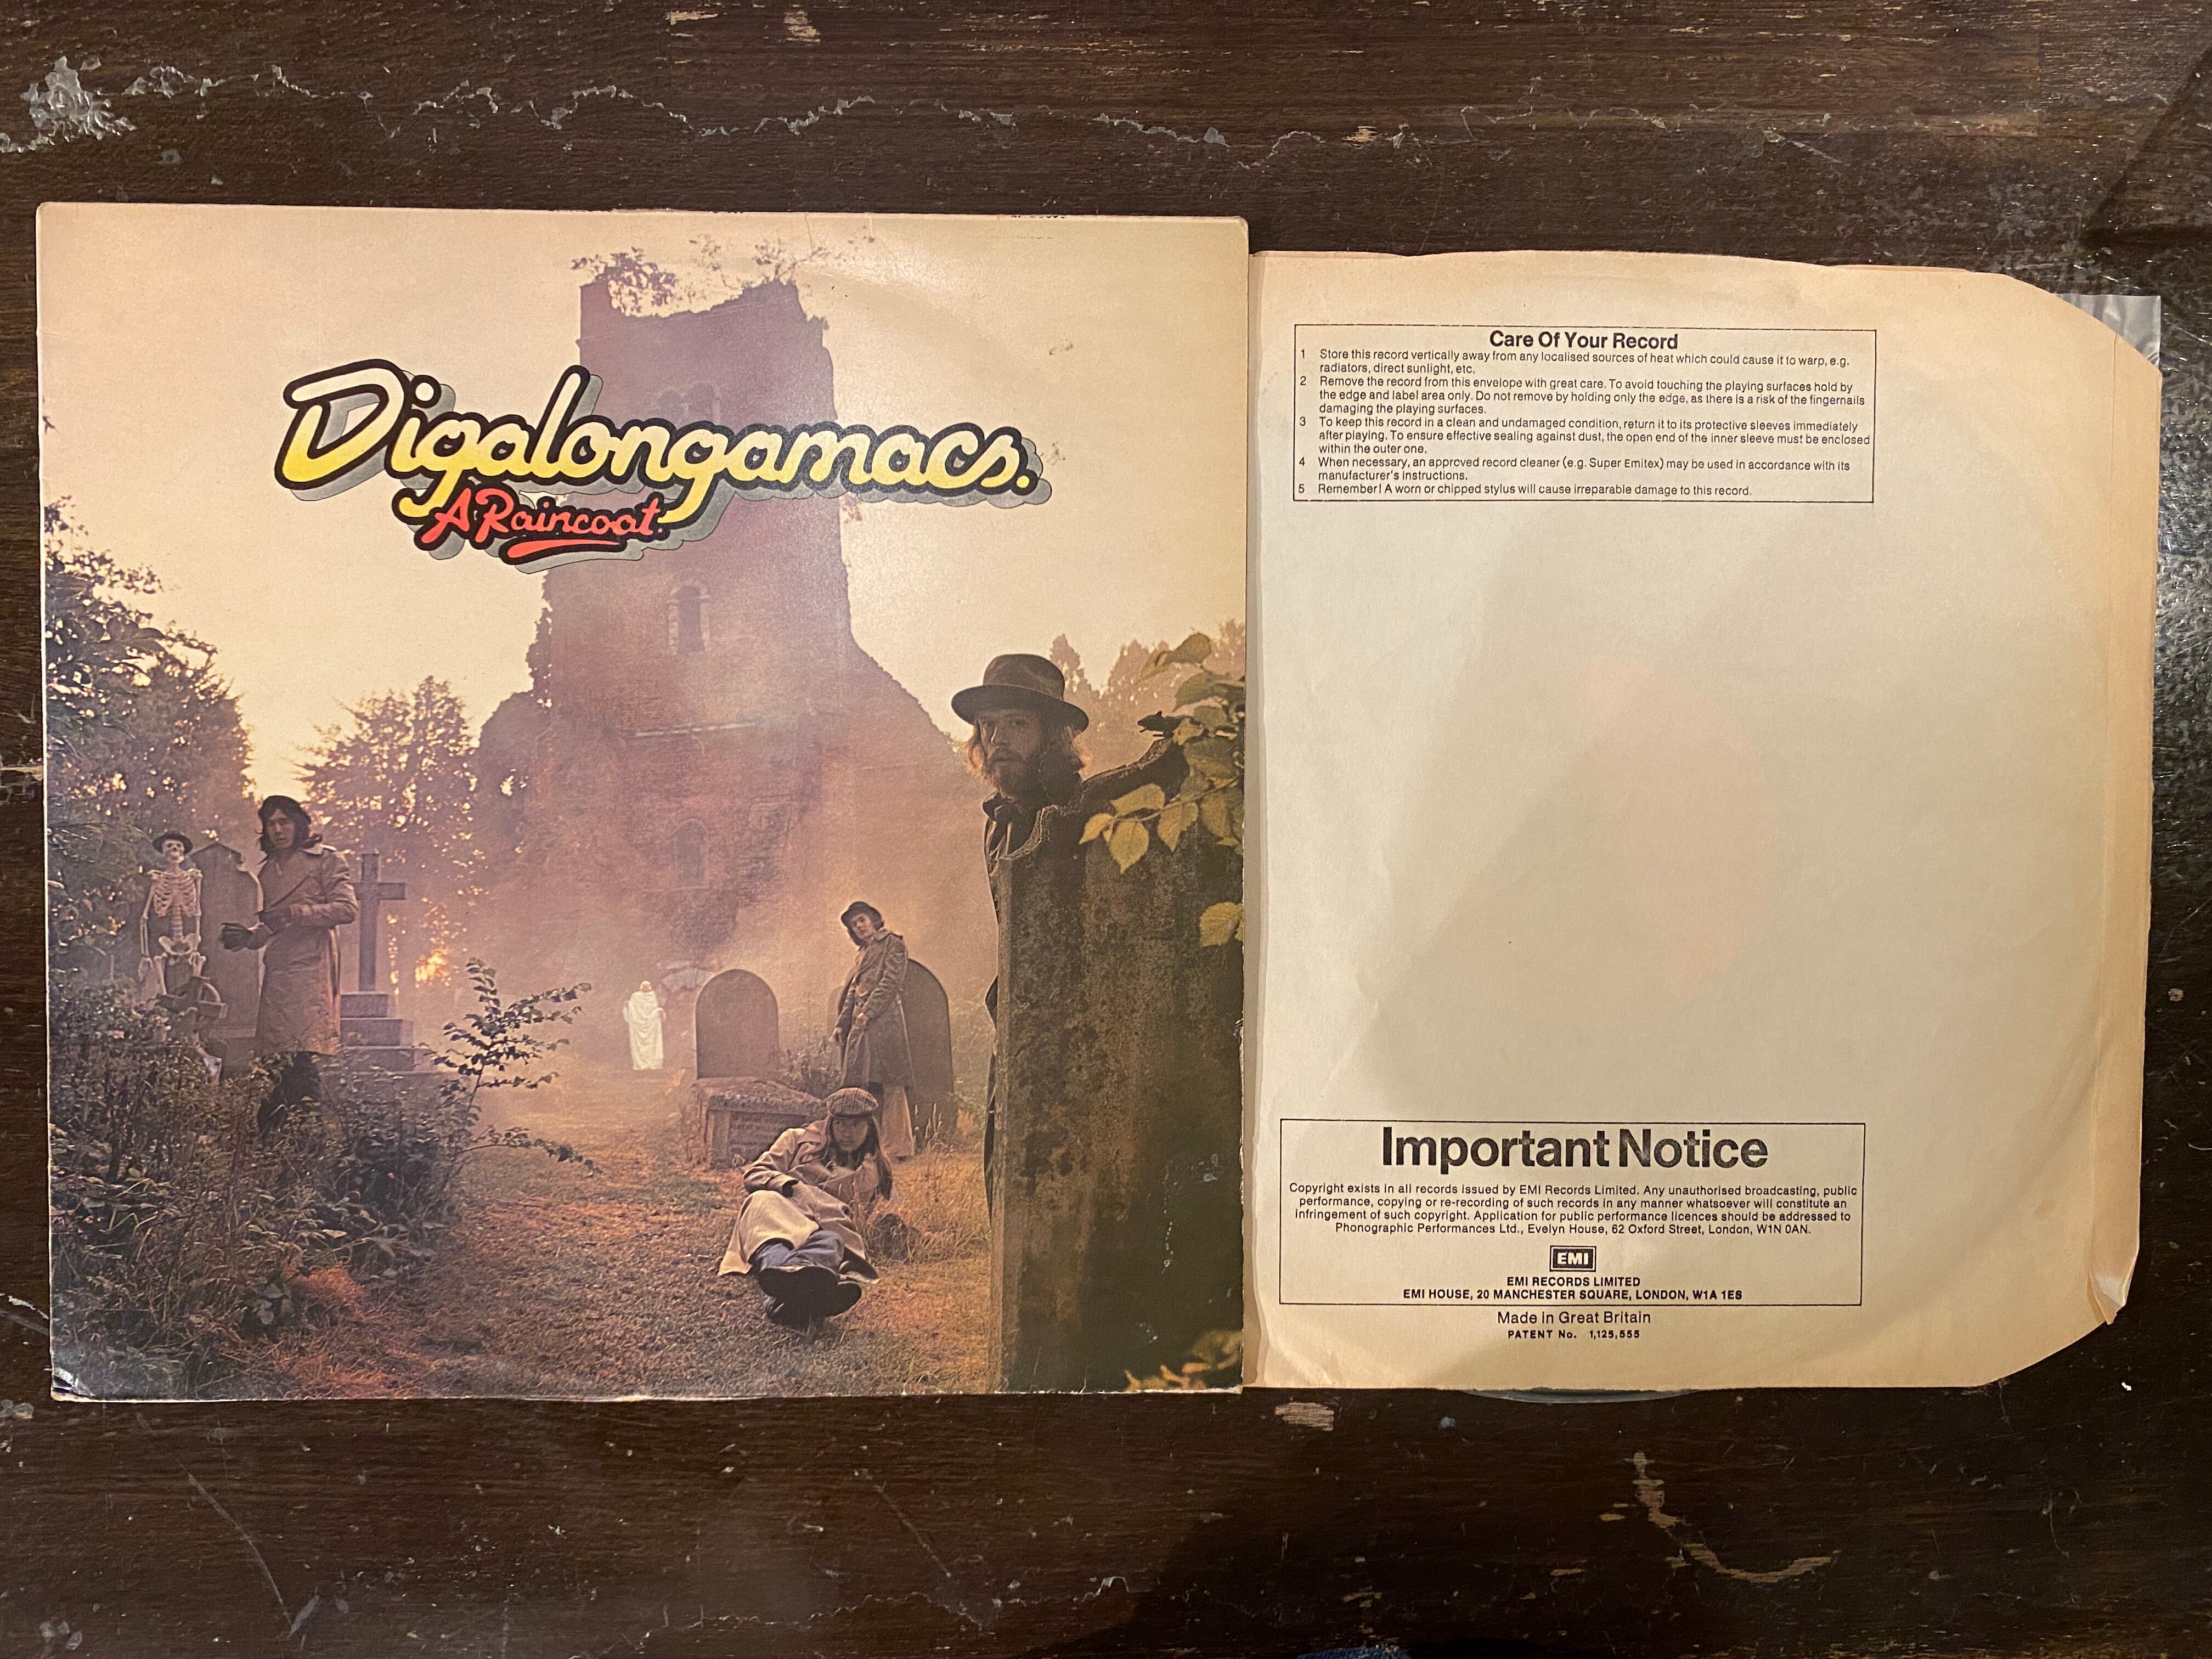 Digalongamacs.
A Raincoat.
Care Of Your Record
1 Store this record vertically away from any localised sources of heat which could cause it to warp, e.g.
radiators, direct sunlight, etc.
2 Remove the record from this envelope with great care. To avoid touching the playing surfaces hold by
the edge and label area only. Do not remove by holding only the edge, as there is a risk of the fingernails
damaging the playing surfaces.
3 To keep this record in a clean and undamaged condition, return it to its protective sleeves immediately
after playing. To ensure effective sealing against dust, the open end of the inner sleeve must be enclosed
within the outer one.
4 When necessary, an approved record cleaner (e.g. Super Emitex) may be used in accordance with its
manufacturer's instructions.
5 Remember! A worn or chipped stylus will cause irreparable damage to this record.
Important Notice
Copyright exists in all records issued by EMI Records Limited. Any unauthorised broadcasting, public
performance, copying or re-recording of such records in any manner whatsoever will constitute an
infringement of such copyright. Application for public performance licences should be addressed to
Phonographic Performances Ltd., Evelyn House, 62 Oxford Street, London, W1N 0AN.
EMI
EMI RECORDS LIMITED
EMI HOUSE, 20 MANCHESTER SQUARE, LONDON, W1A 1ES
Made in Great Britain
PATENT No. 1,125,555